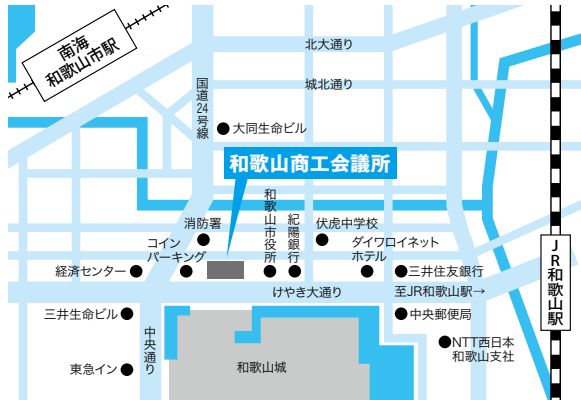 南海
和歌山市駅
北大通り
城北通り
国道24号線
大同生命ビル
和歌山商工会議所
消防署
和歌山市役所
紀陽銀行
伏虎中学校
コイン
パーキング
ダイワロイネット
ホテル
経済センター
三井住友銀行
けやき大通り
至JR和歌山駅→
JR和歌山駅
三井生命ビル
中央通り
中央郵便局
NTT西日本
和歌山支社
東急イン
和歌山城